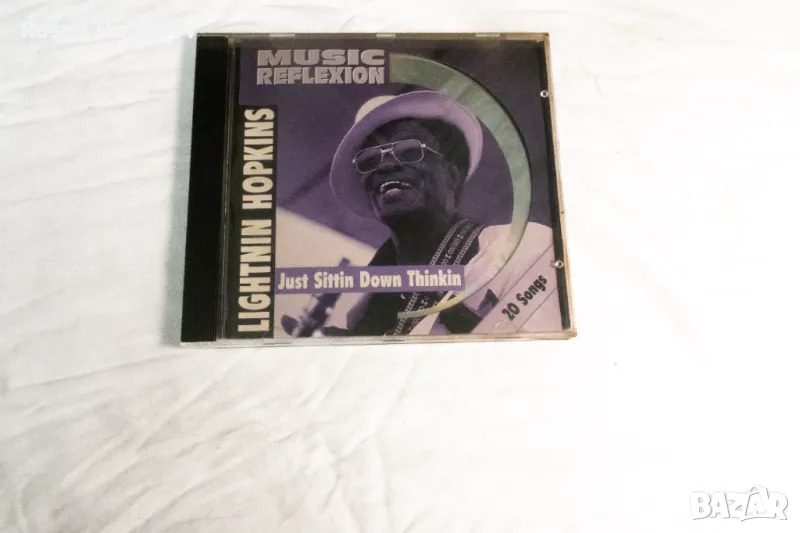 MUSIC
REFLEXION
LIGHTNIN HOPKINS
Just Sittin Down Thinkin
20 Songs
BAZAR